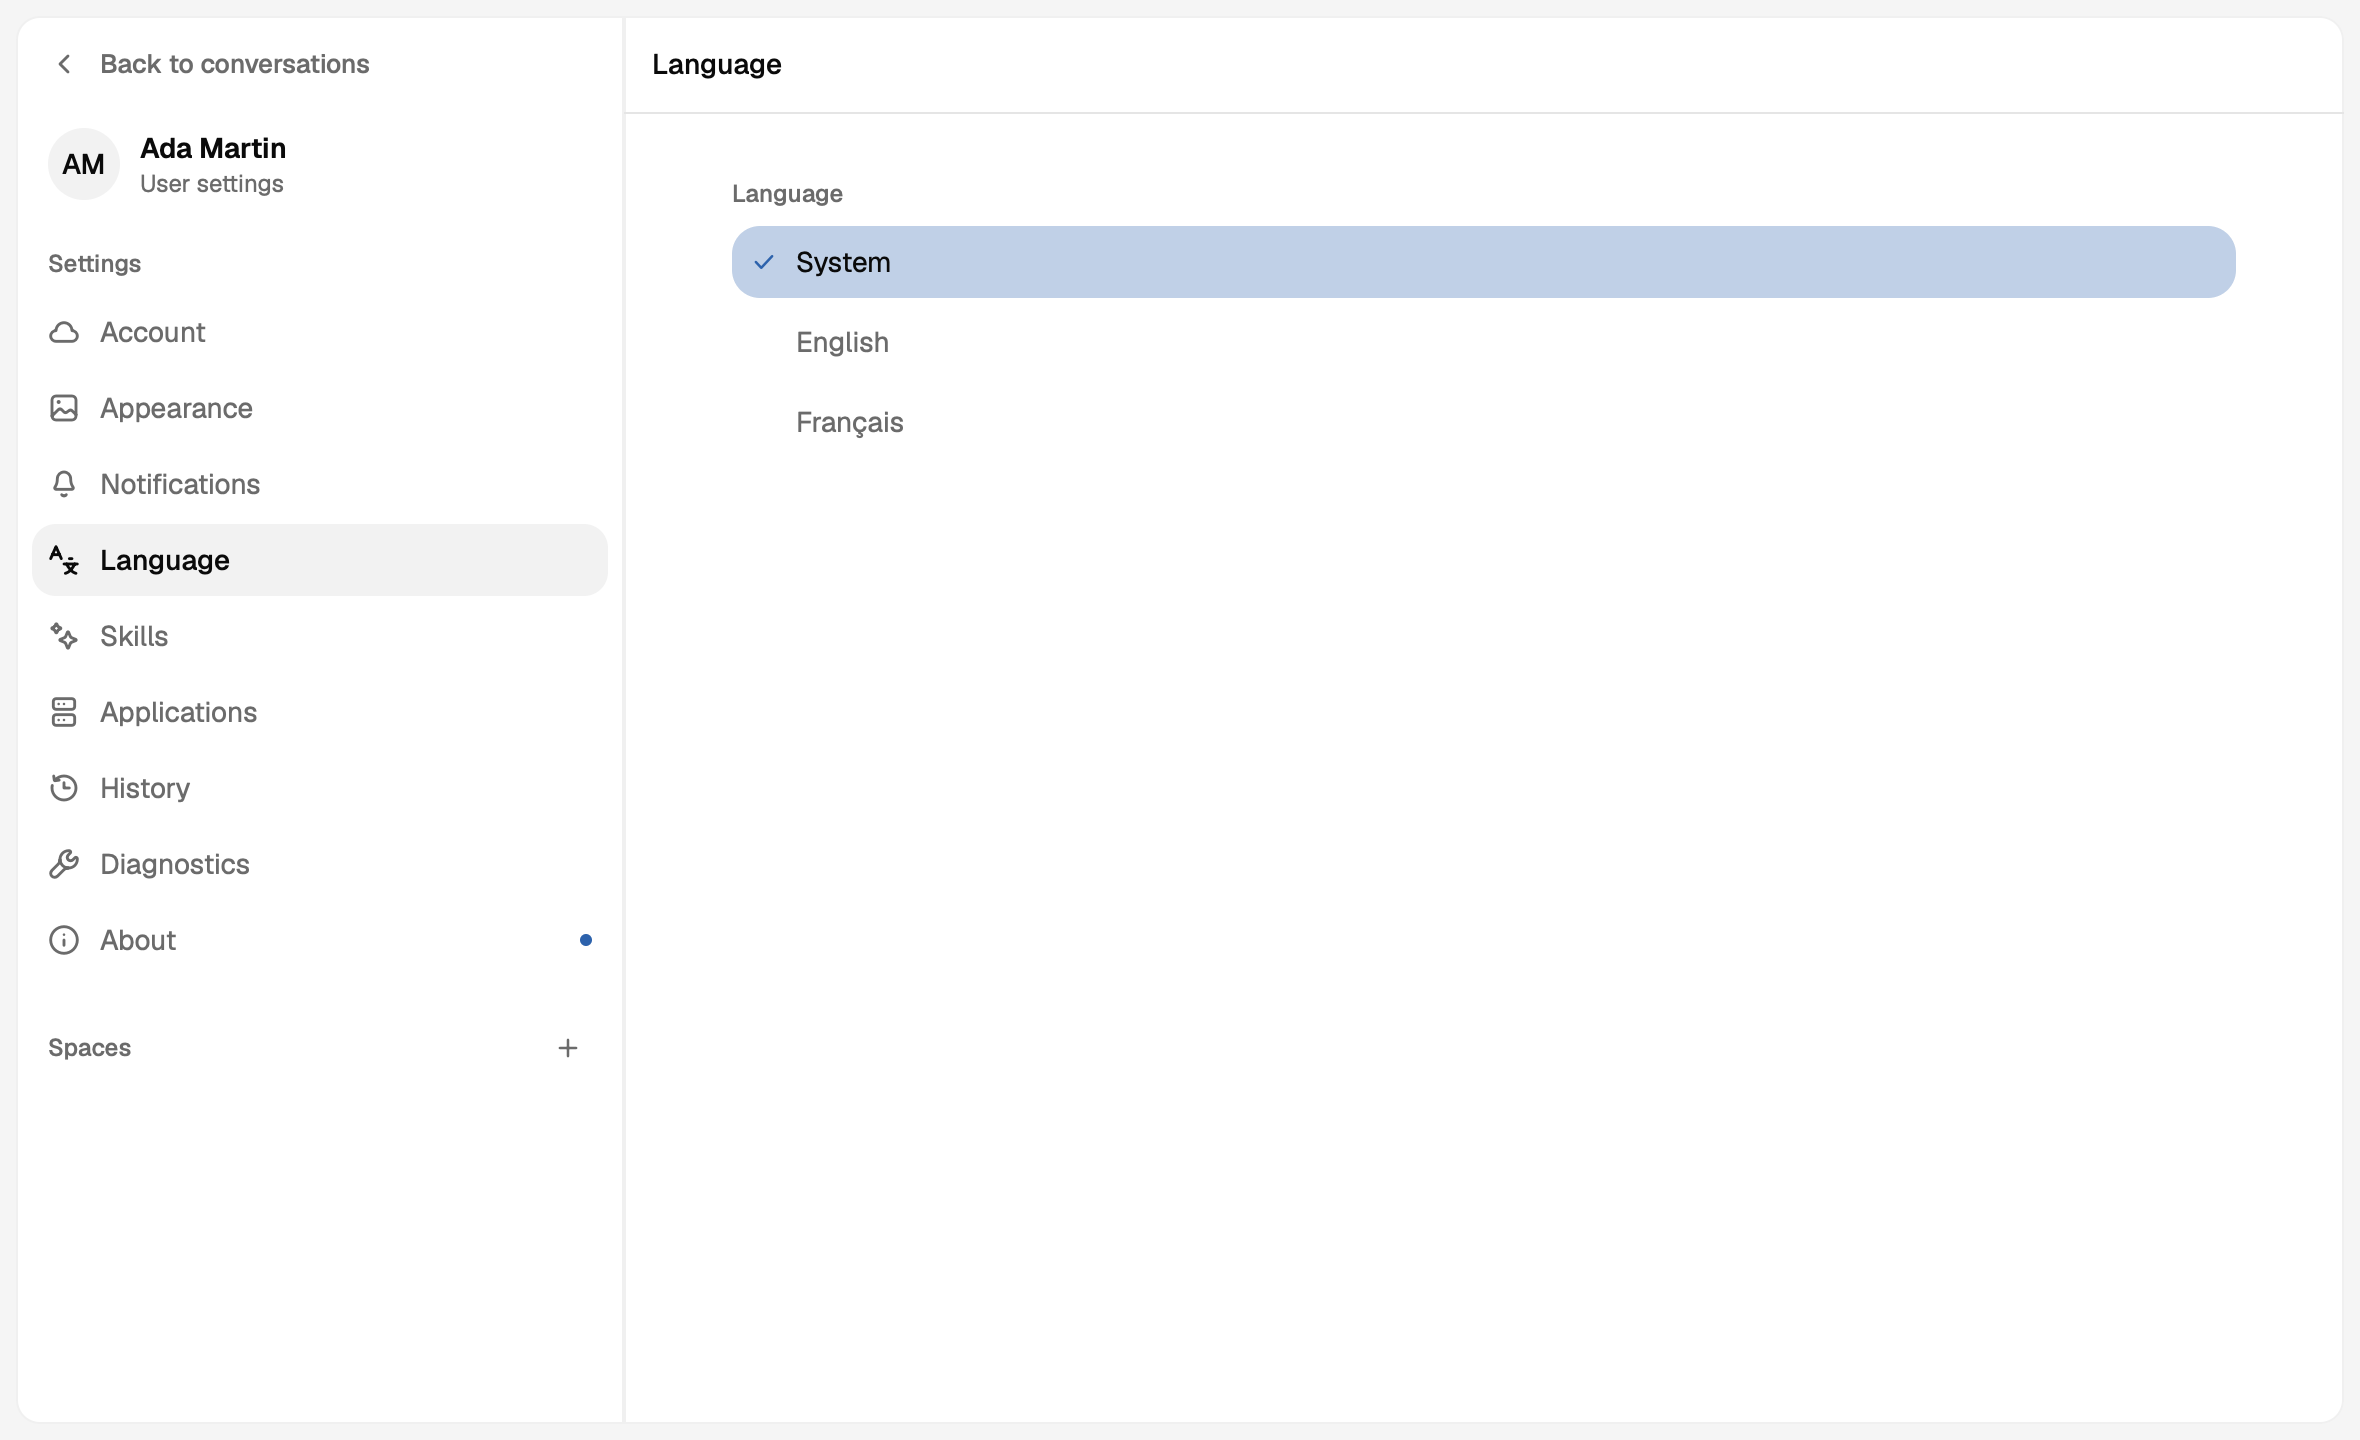 Back to conversations
AM
Ada Martin
User settings
Settings
Account
Appearance
Notifications
Language
Skills
Applications
History
Diagnostics
About
Spaces
Language
Language
System
English
Français